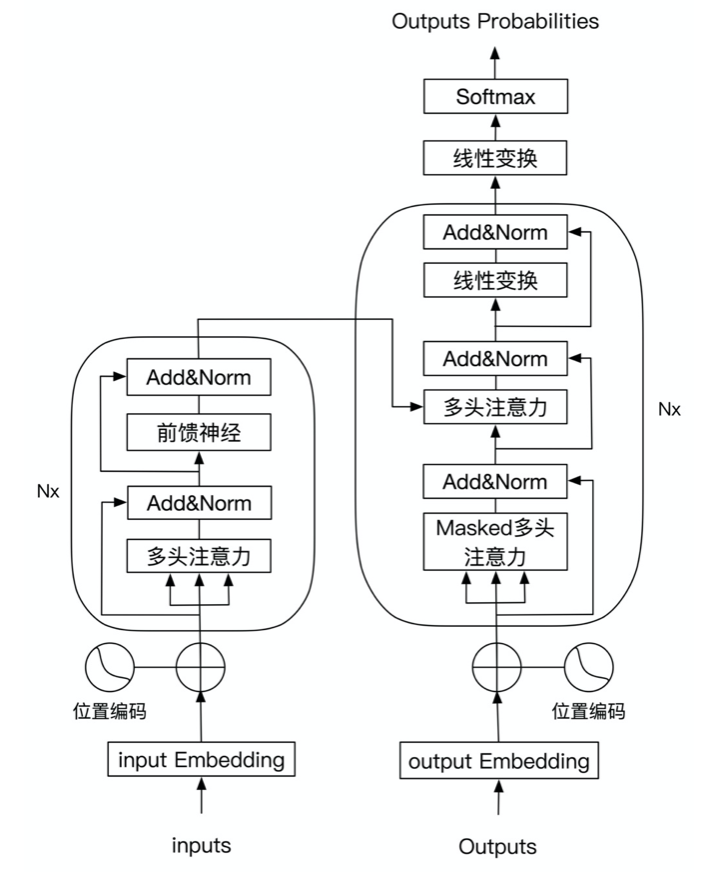 Outputs Probabilities
Softmax
线性变换
Add&Norm
线性变换
Add&Norm
多头注意力
Add&Norm
Masked多头
注意力
Nx
位置编码
output Embedding
Outputs
Add&Norm
前馈神经
Add&Norm
多头注意力
Nx
位置编码
input Embedding
inputs